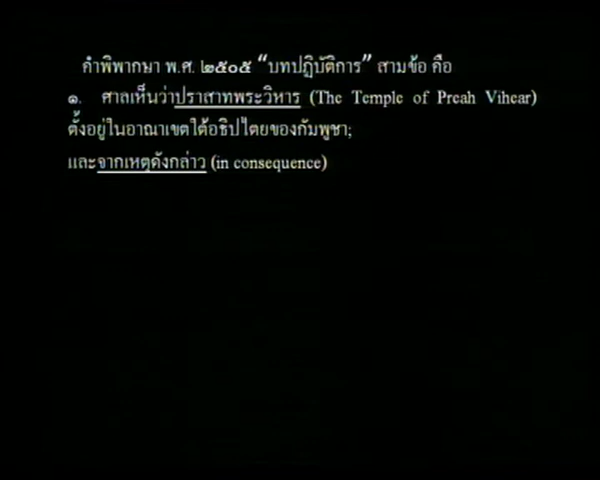 คำพิพากษา พ.ศ. ๒๕๐๕ “บทปฏิบัติการ” สามข้อ คือ
๑. ศาลเห็นว่าปราสาทพระวิหาร (The Temple of Preah Vihear)
ตั้งอยู่ในอาณาเขตใต้อธิปไตยของกัมพูชา;
และจากเหตุดังกล่าว (in consequence)